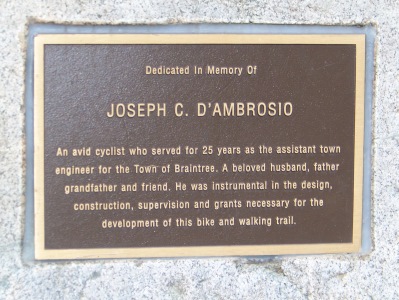 Dedicated In Memory Of
JOSEPH C. D'AMBROSIO
An avid cyclist who served for 25 years as the assistant town
engineer for the Town of Braintree. A beloved husband, father
grandfather and friend. He was instrumental in the design,
construction, supervision and grants necessary for the
development of this bike and walking trail.